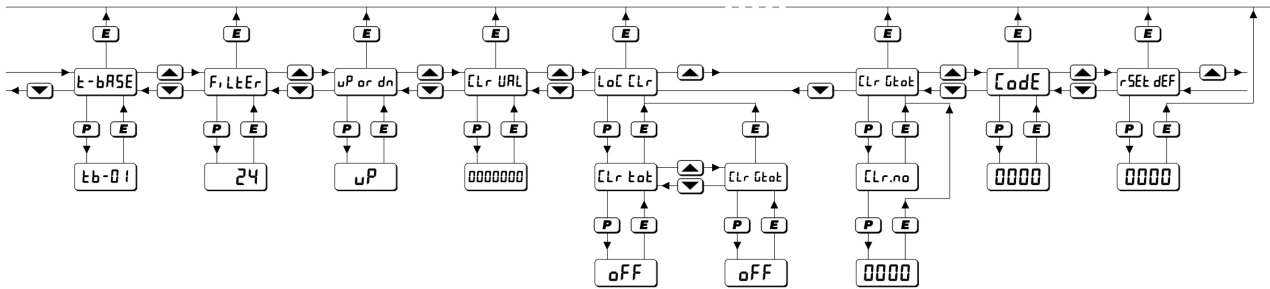 E E E E E E E E
t-bASE FiLtEr uP or dn CLr VAL LoC CLr CLr Gtot CodE rSEt dEF
P E P E P E P E P E E P E P E P E
tb-01 24 uP 0000000 CLr tot CLr Gtot CLr.no 0000 0000
P E P E P E
oFF oFF 0000